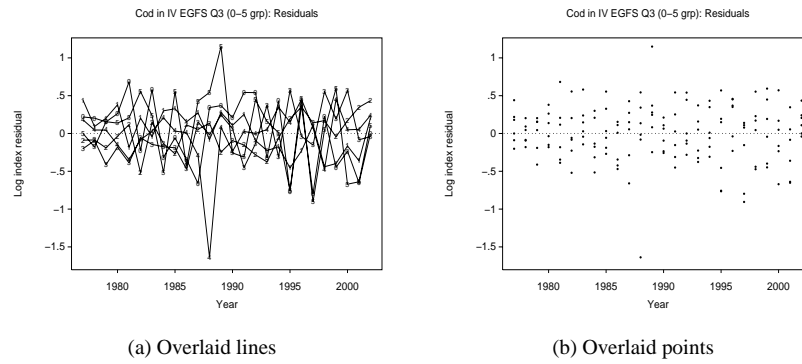 Cod in IV EGFS Q3 (0−5 grp): Residuals
Log index residual
1
.5
0
−.5
−1
−1.5
1980
1985
1990
1995
2000
Year
(a) Overlaid lines
Cod in IV EGFS Q3 (0−5 grp): Residuals
Log index residual
1
.5
0
−.5
−1
−1.5
1980
1985
1990
1995
2000
Year
(b) Overlaid points